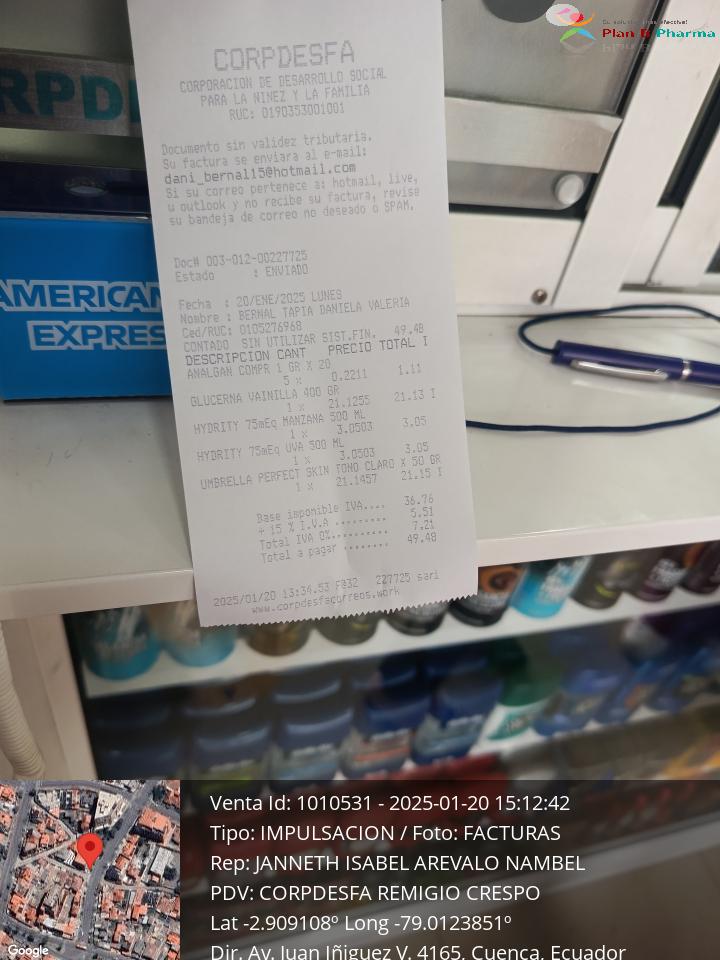 Su solución más efectiva!
Plan B Pharma
CORPDESFA
CORPORACION DE DESARROLLO SOCIAL
PARA LA NINEZ Y LA FAMILIA
RUC: 0190353001001
Documento sin validez tributaria.
Su factura se enviara al e-mail:
dani_bernal15@hotmail.com
Si su correo pertenece a: hotmail, live,
u outlook y no recibe su factura, revise
su bandeja de correo no deseado o SPAM.
Doc# 003-012-00227725
Estado : ENVIADO
Fecha : 20/ENE/2025 LUNES
Nombre : BERNAL TAPIA DANIELA VALERIA
Ced/RUC: 0105276968
CONTADO SIN UTILIZAR SIST.FIN. 49.48
DESCRIPCION CANT PRECIO TOTAL I
ANALGAN COMPR 1 GR X 20
5 x 0.2211 1.11
GLUCERNA VAINILLA 400 GR
1 x 21.1255 21.13 I
HYDRITY 75mEq MANZANA 500 ML
1 x 3.0503 3.05
HYDRITY 75mEq UVA 500 ML
1 x 3.0503 3.05
UMBRELLA PERFECT SKIN TONO CLARO X 50 GR
1 x 21.1457 21.15 I
Base imponible IVA.... 36.76
+ 15 % I.V.A ......... 5.51
Total IVA 0%.......... 7.21
Total a pagar ........ 49.48
2025/01/20 13:34.53 F@32 227725 sari
www.corpdesfacorreos.work
RPD
AMERICAN
EXPRES
Venta Id: 1010531 - 2025-01-20 15:12:42
Tipo: IMPULSACION / Foto: FACTURAS
Rep: JANNETH ISABEL AREVALO NAMBEL
PDV: CORPDESFA REMIGIO CRESPO
Lat -2.909108º Long -79.0123851º
Dir. Av. Juan Iñiguez V. 4165, Cuenca, Ecuador
Google